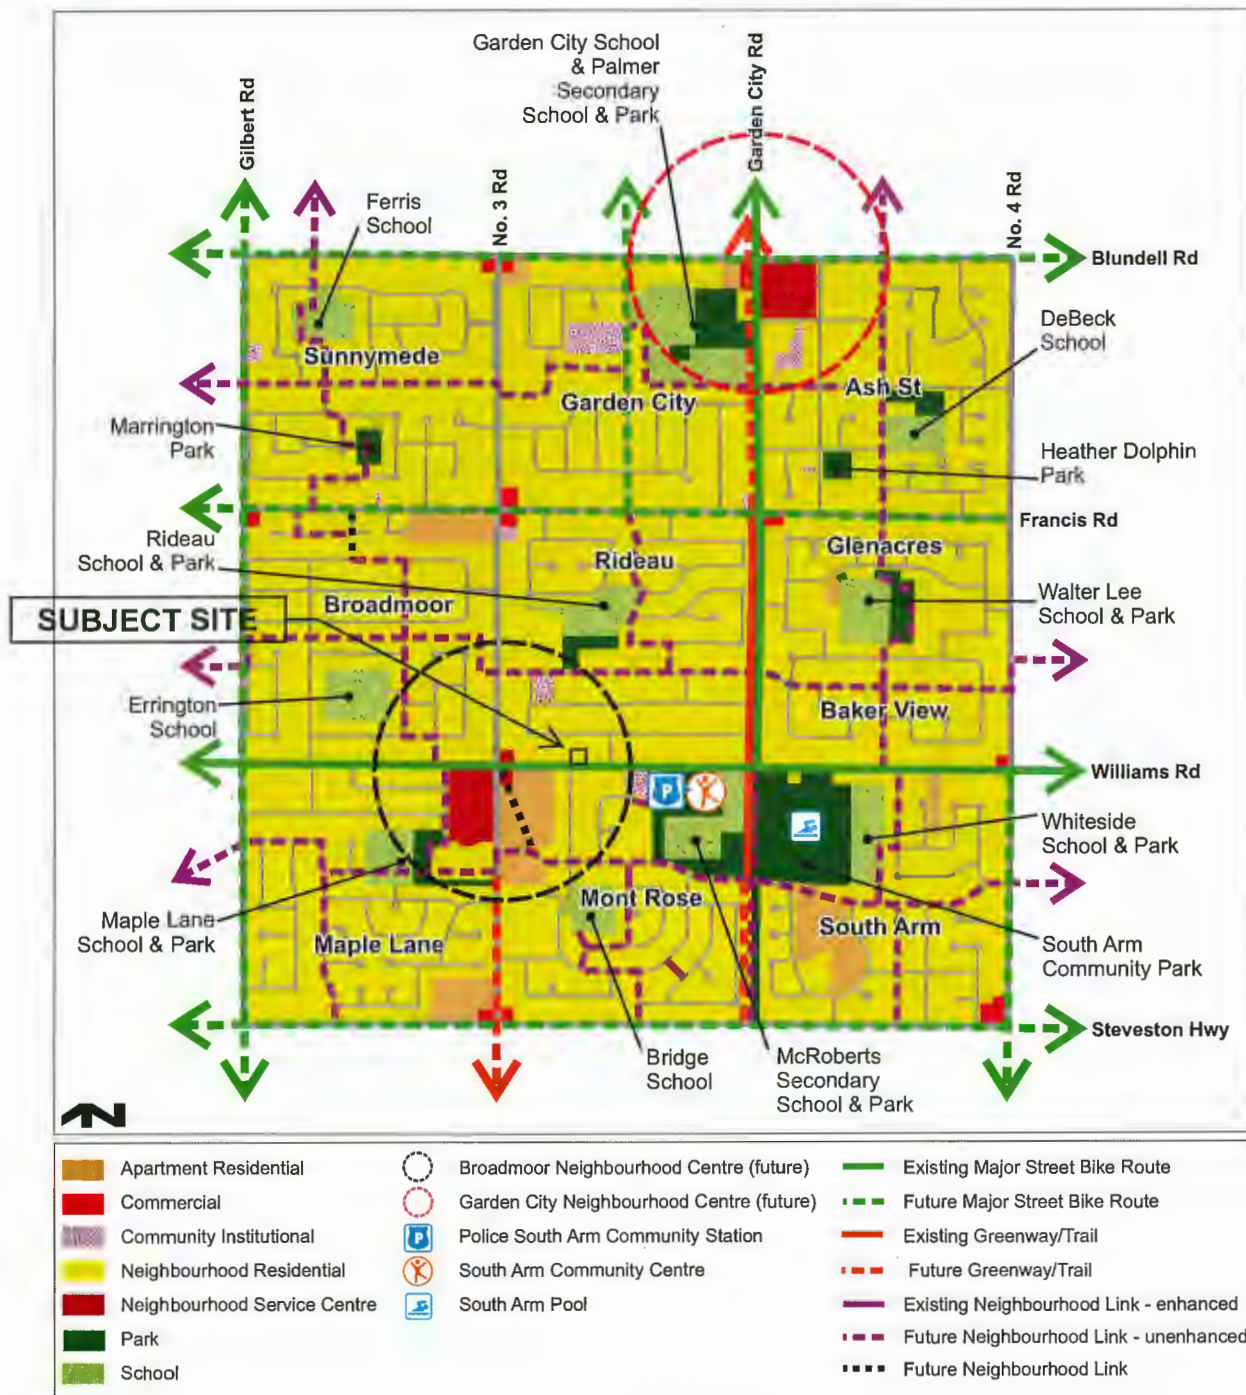 Garden City School
& Palmer
Secondary
School & Park
Gilbert Rd
No. 3 Rd
Garden City Rd
No. 4 Rd
Ferris
School
Blundell Rd
DeBeck
School
Sunnymede
Garden City
Ash St
Marrington
Park
Heather Dolphin
Park
Francis Rd
Rideau
School & Park
Rideau
Glenacres
Walter Lee
School & Park
SUBJECT SITE
Broadmoor
Errington
School
Baker View
Williams Rd
P
Whiteside
School & Park
Maple Lane
School & Park
Mont Rose
Maple Lane
South Arm
South Arm
Community Park
Steveston Hwy
Bridge
School
McRoberts
Secondary
School & Park
N
Apartment Residential
Commercial
Community Institutional
Neighbourhood Residential
Neighbourhood Service Centre
Park
School
Broadmoor Neighbourhood Centre (future)
Garden City Neighbourhood Centre (future)
P
Police South Arm Community Station
South Arm Community Centre
South Arm Pool
Existing Major Street Bike Route
Future Major Street Bike Route
Existing Greenway/Trail
Future Greenway/Trail
Existing Neighbourhood Link - enhanced
Future Neighbourhood Link - unenhanced
Future Neighbourhood Link